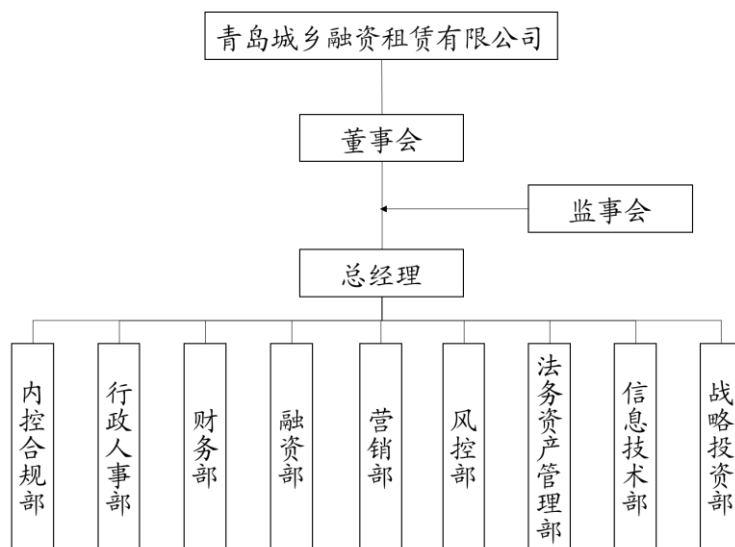 青岛城乡融资租赁有限公司
董事会
监事会
总经理
内控合规部
行政人事部
财务部
融资部
营销部
风控部
法务资产管理部
信息技术部
战略投资部